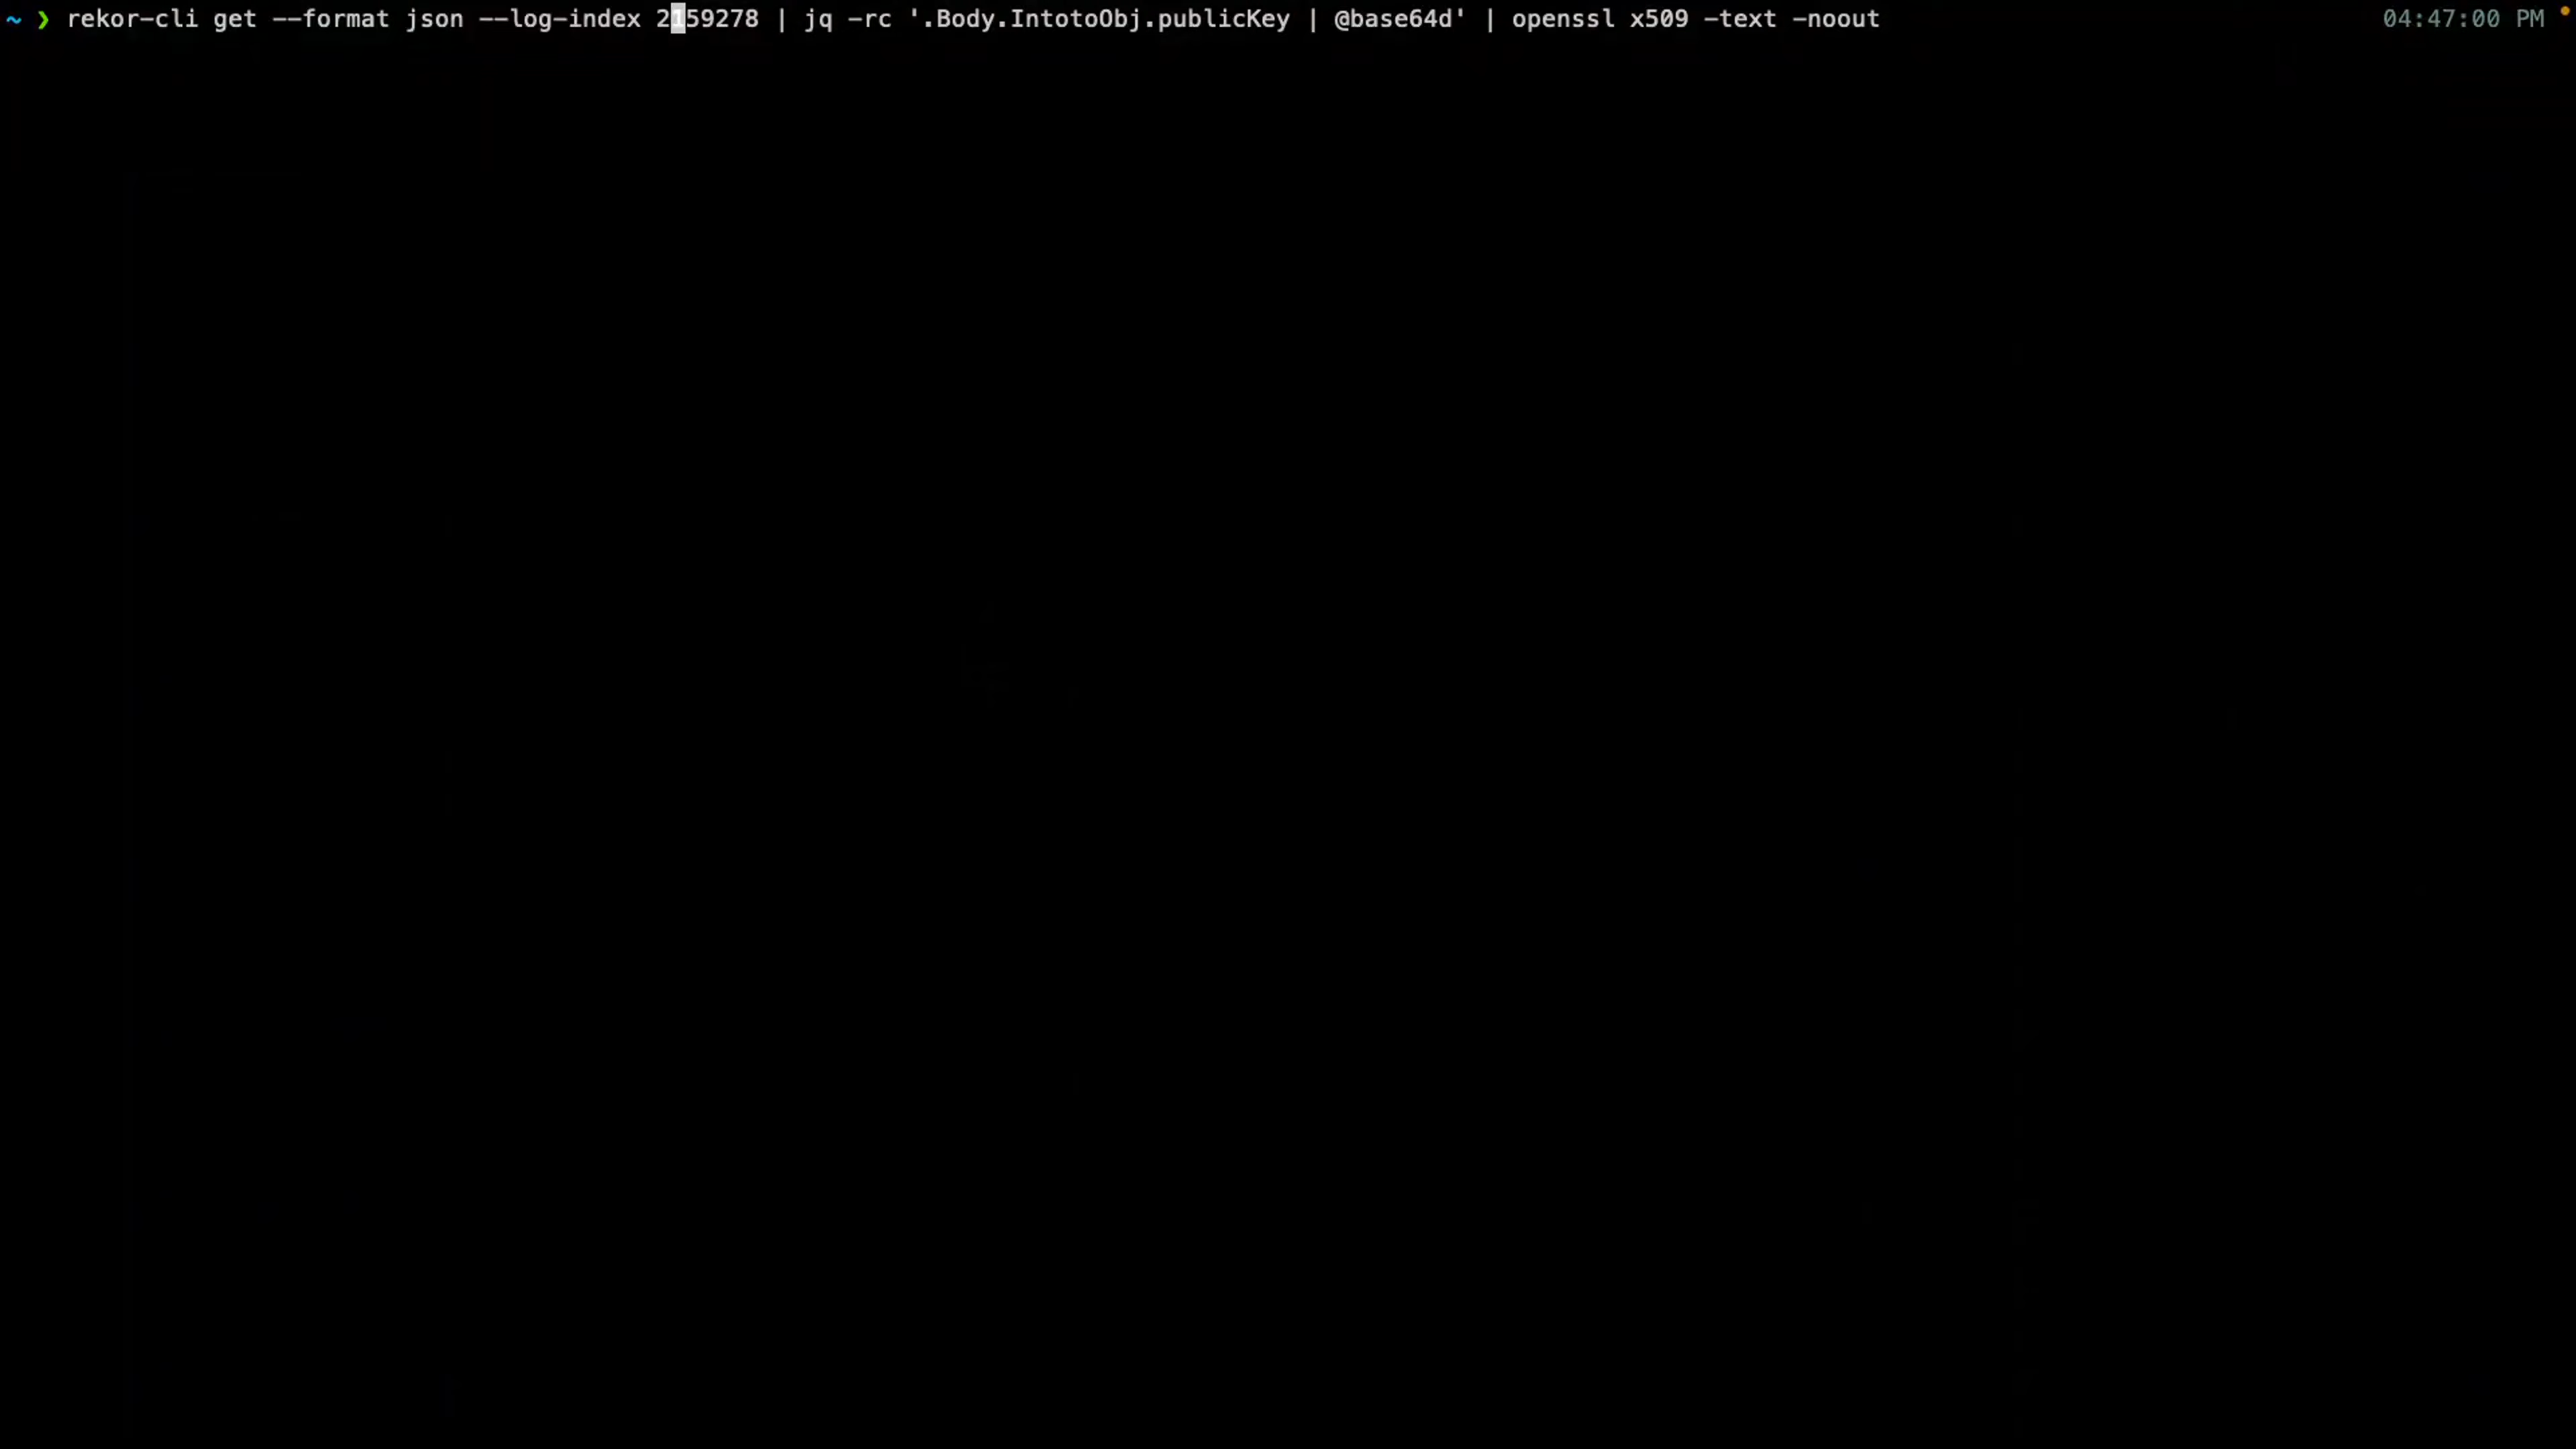 ~ ❯ rekor-cli get --format json --log-index 2159278 | jq -rc '.Body.IntotoObj.publicKey | @base64d' | openssl x509 -text -noout 04:47:00 PM